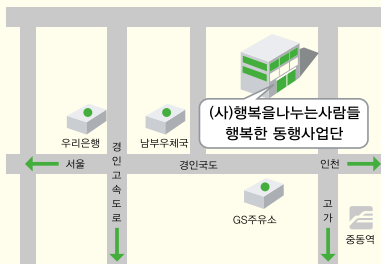 (사)행복을나누는사람들
행복한 동행사업단
우리은행
남부우체국
경인고속도로
서울
경인국도
인천
GS주유소
고가
중동역